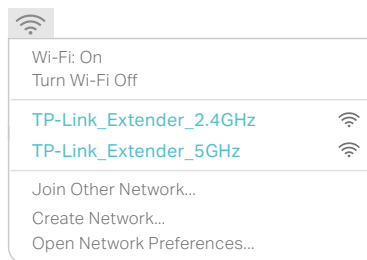 Wi-Fi: On
Turn Wi-Fi Off
TP-Link_Extender_2.4GHz
TP-Link_Extender_5GHz
Join Other Network...
Create Network...
Open Network Preferences...